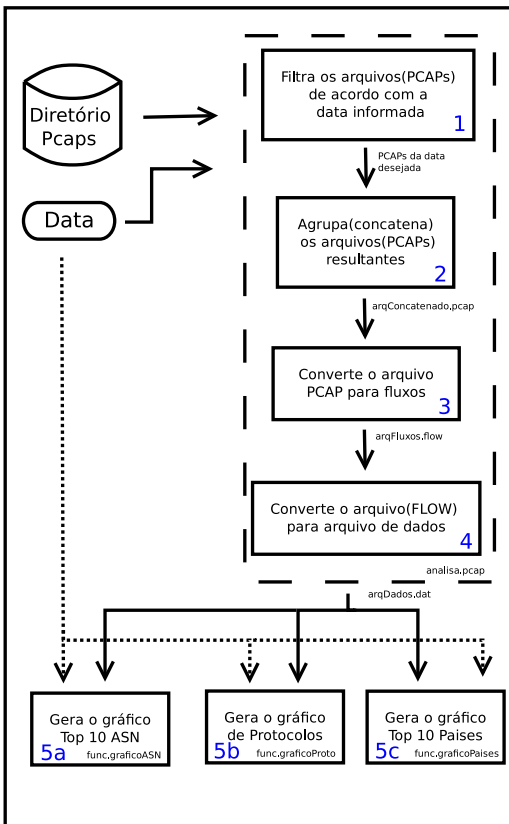 Diretório
Pcaps
Data
Filtra os arquivos(PCAPs)
de acordo com a
data informada
1
PCAPs da data
desejada
Agrupa(concatena)
os arquivos(PCAPs)
resultantes
2
arqConcatenado.pcap
Converte o arquivo
PCAP para fluxos
3
arqFluxos.flow
Converte o arquivo(FLOW)
para arquivo de dados
4
analisa.pcap
arqDados.dat
Gera o gráfico
Top 10 ASN
5a func.graficoASN
Gera o gráfico
de Protocolos
5b func.graficoProto
Gera o gráfico
Top 10 Paises
5c func.graficoPaises